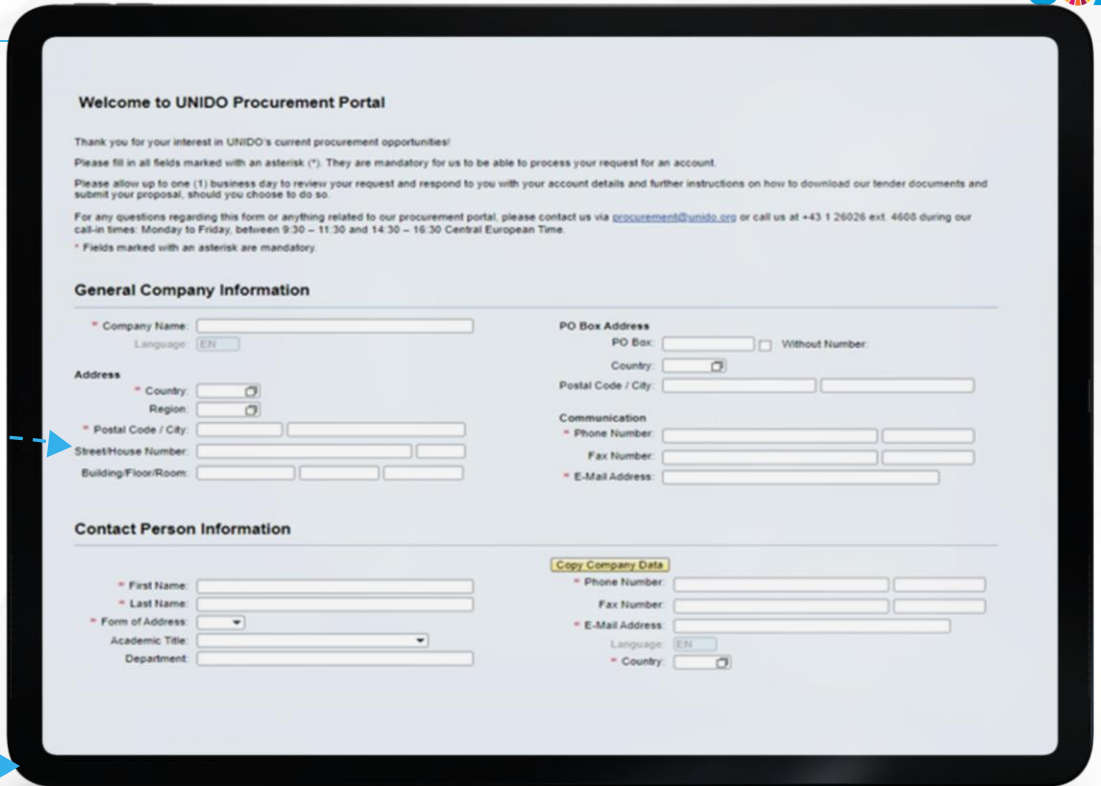 Welcome to UNIDO Procurement Portal
Thank you for your interest in UNIDO's current procurement opportunities!
Please fill in all fields marked with an asterisk (*). They are mandatory for us to be able to process your request for an account.
Please allow up to one (1) business day to review your request and respond to you with your account details and further instructions on how to download our tender documents and
submit your proposal, should you choose to do so.
For any questions regarding this form or anything related to our procurement portal, please contact us via procurement@unido.org or call us at +43 1 26026 ext. 4608 during our
call-in times: Monday to Friday, between 9:30 – 11:30 and 14:30 – 16:30 Central European Time.
* Fields marked with an asterisk are mandatory.
General Company Information
* Company Name:
Language: EN
Address
* Country:
Region:
* Postal Code / City:
Street/House Number:
Building/Floor/Room:
PO Box Address
PO Box: Without Number:
Country:
Postal Code / City:
Communication
* Phone Number:
Fax Number:
* E-Mail Address:
Contact Person Information
* First Name:
* Last Name:
* Form of Address:
Academic Title:
Department:
Copy Company Data
* Phone Number:
Fax Number:
* E-Mail Address:
Language: EN
* Country: